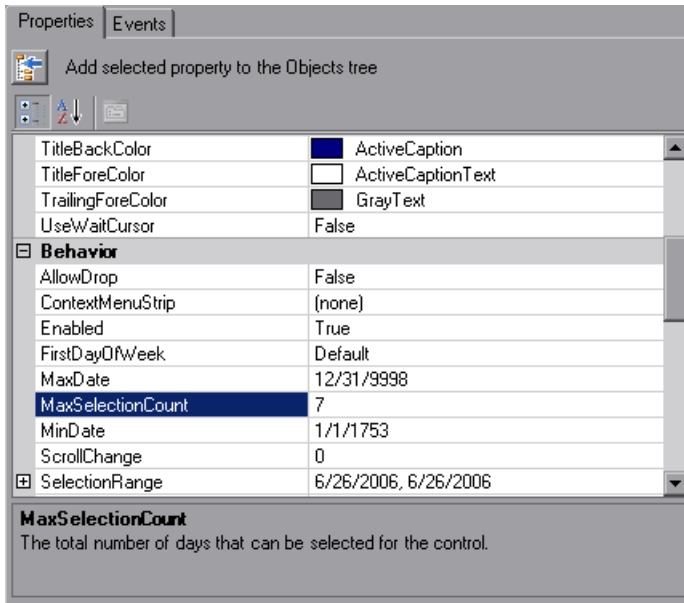 Properties Events
Add selected property to the Objects tree
TitleBackColor ActiveCaption
TitleForeColor ActiveCaptionText
TrailingForeColor GrayText
UseWaitCursor False
Behavior
AllowDrop False
ContextMenuStrip (none)
Enabled True
FirstDayOfWeek Default
MaxDate 12/31/9998
MaxSelectionCount 7
MinDate 1/1/1753
ScrollChange 0
SelectionRange 6/26/2006, 6/26/2006
MaxSelectionCount
The total number of days that can be selected for the control.